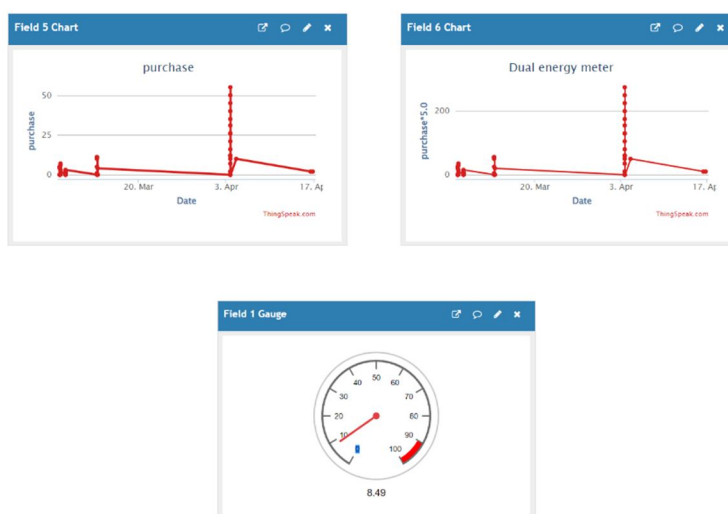 Field 5 Chart
purchase
50
25
0
purchase
20. Mar
3. Apr
17. Ap
Date
ThingSpeak.com
Field 6 Chart
Dual energy meter
200
0
purchase*5.0
20. Mar
3. Apr
17. Ap
Date
ThingSpeak.com
Field 1 Gauge
0
10
20
30
40
50
60
70
80
90
100
8.49